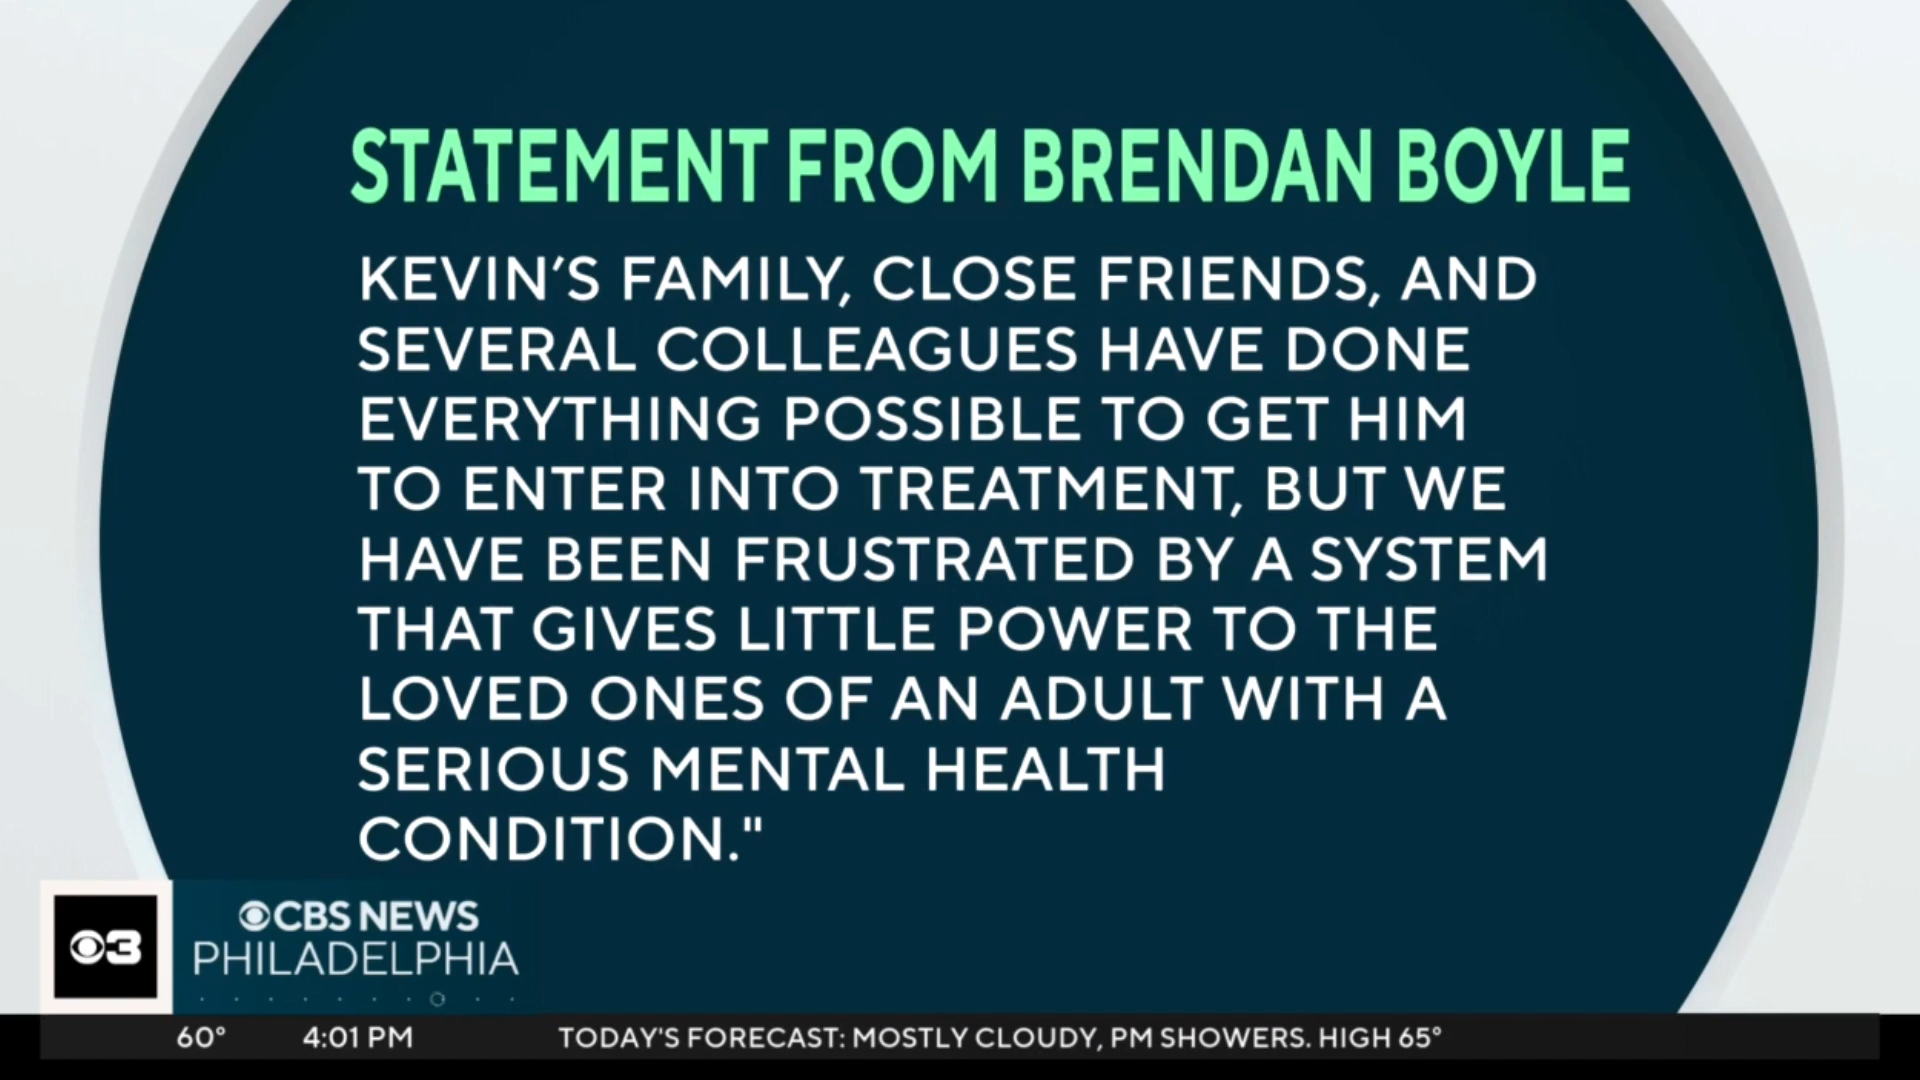 STATEMENT FROM BRENDAN BOYLE
KEVIN'S FAMILY, CLOSE FRIENDS, AND
SEVERAL COLLEAGUES HAVE DONE
EVERYTHING POSSIBLE TO GET HIM
TO ENTER INTO TREATMENT, BUT WE
HAVE BEEN FRUSTRATED BY A SYSTEM
THAT GIVES LITTLE POWER TO THE
LOVED ONES OF AN ADULT WITH A
SERIOUS MENTAL HEALTH
CONDITION."
3
CBS NEWS
PHILADELPHIA
60° 4:01 PM TODAY'S FORECAST: MOSTLY CLOUDY, PM SHOWERS. HIGH 65°